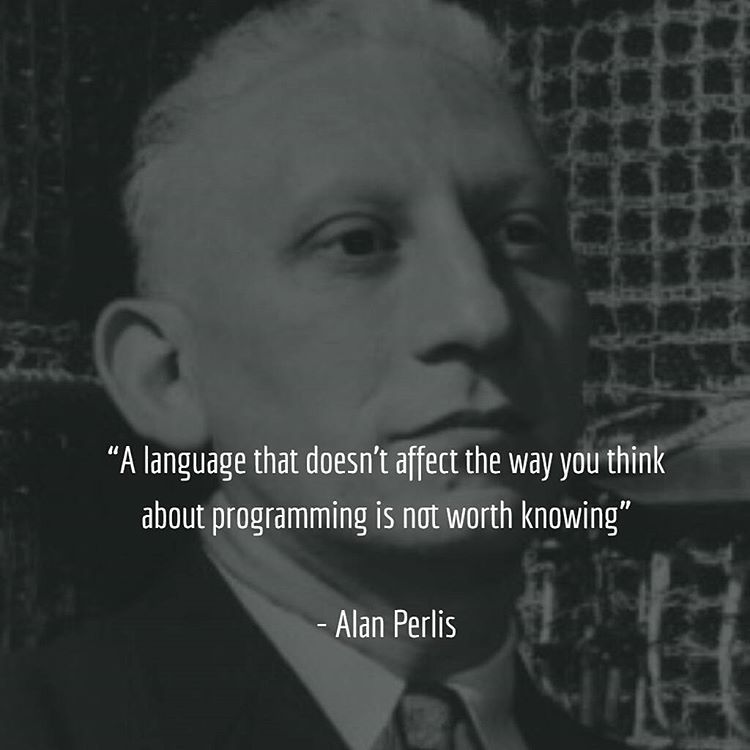 “A language that doesn’t affect the way you think
about programming is not worth knowing”
- Alan Perlis